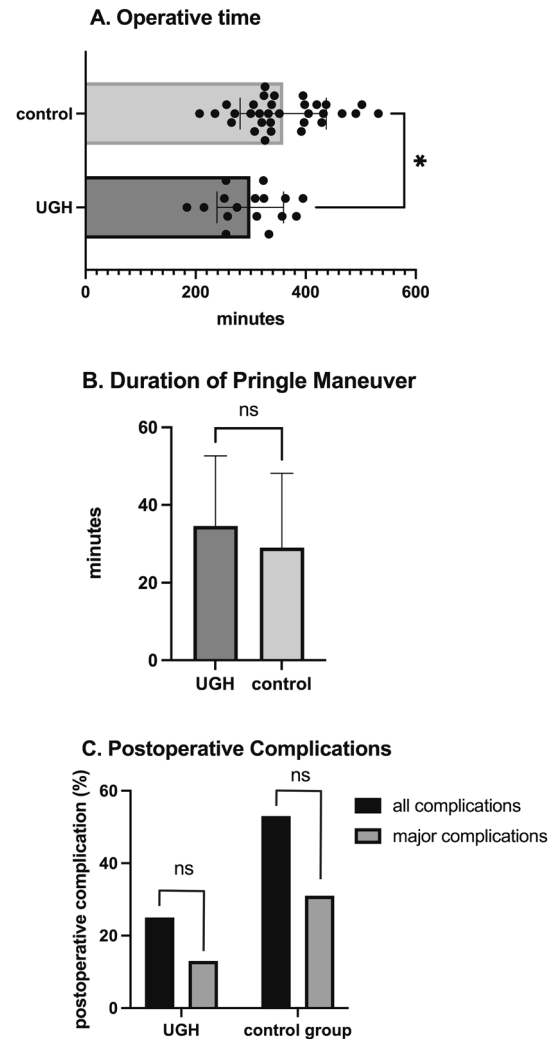 A. Operative time
control
UGH
*
0 200 400 600
minutes
B. Duration of Pringle Maneuver
ns
60
40
20
0
minutes
UGH control
C. Postoperative Complications
ns
ns
60
40
20
0
postoperative complication (%)
all complications
major complications
UGH control group